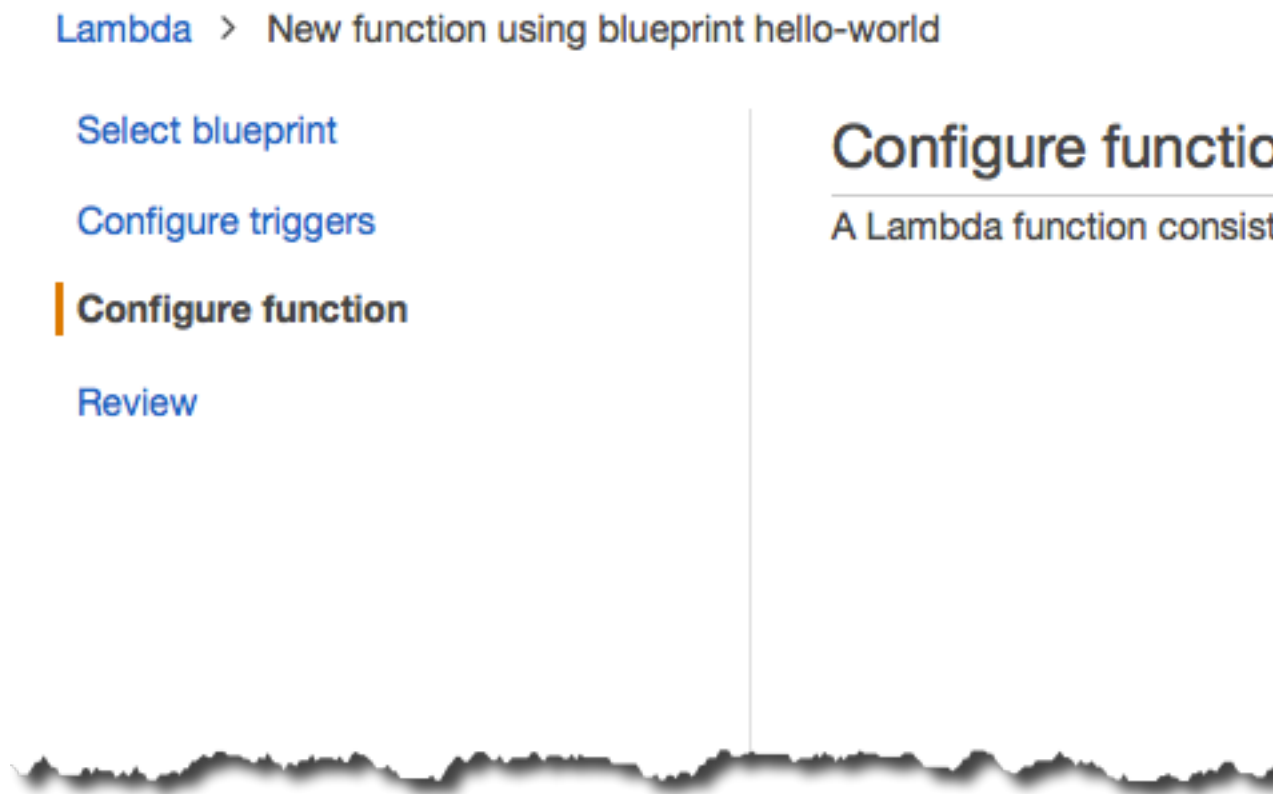 Lambda > New function using blueprint hello-world
Select blueprint
Configure triggers
Configure function
Review
Configure functio
A Lambda function consist